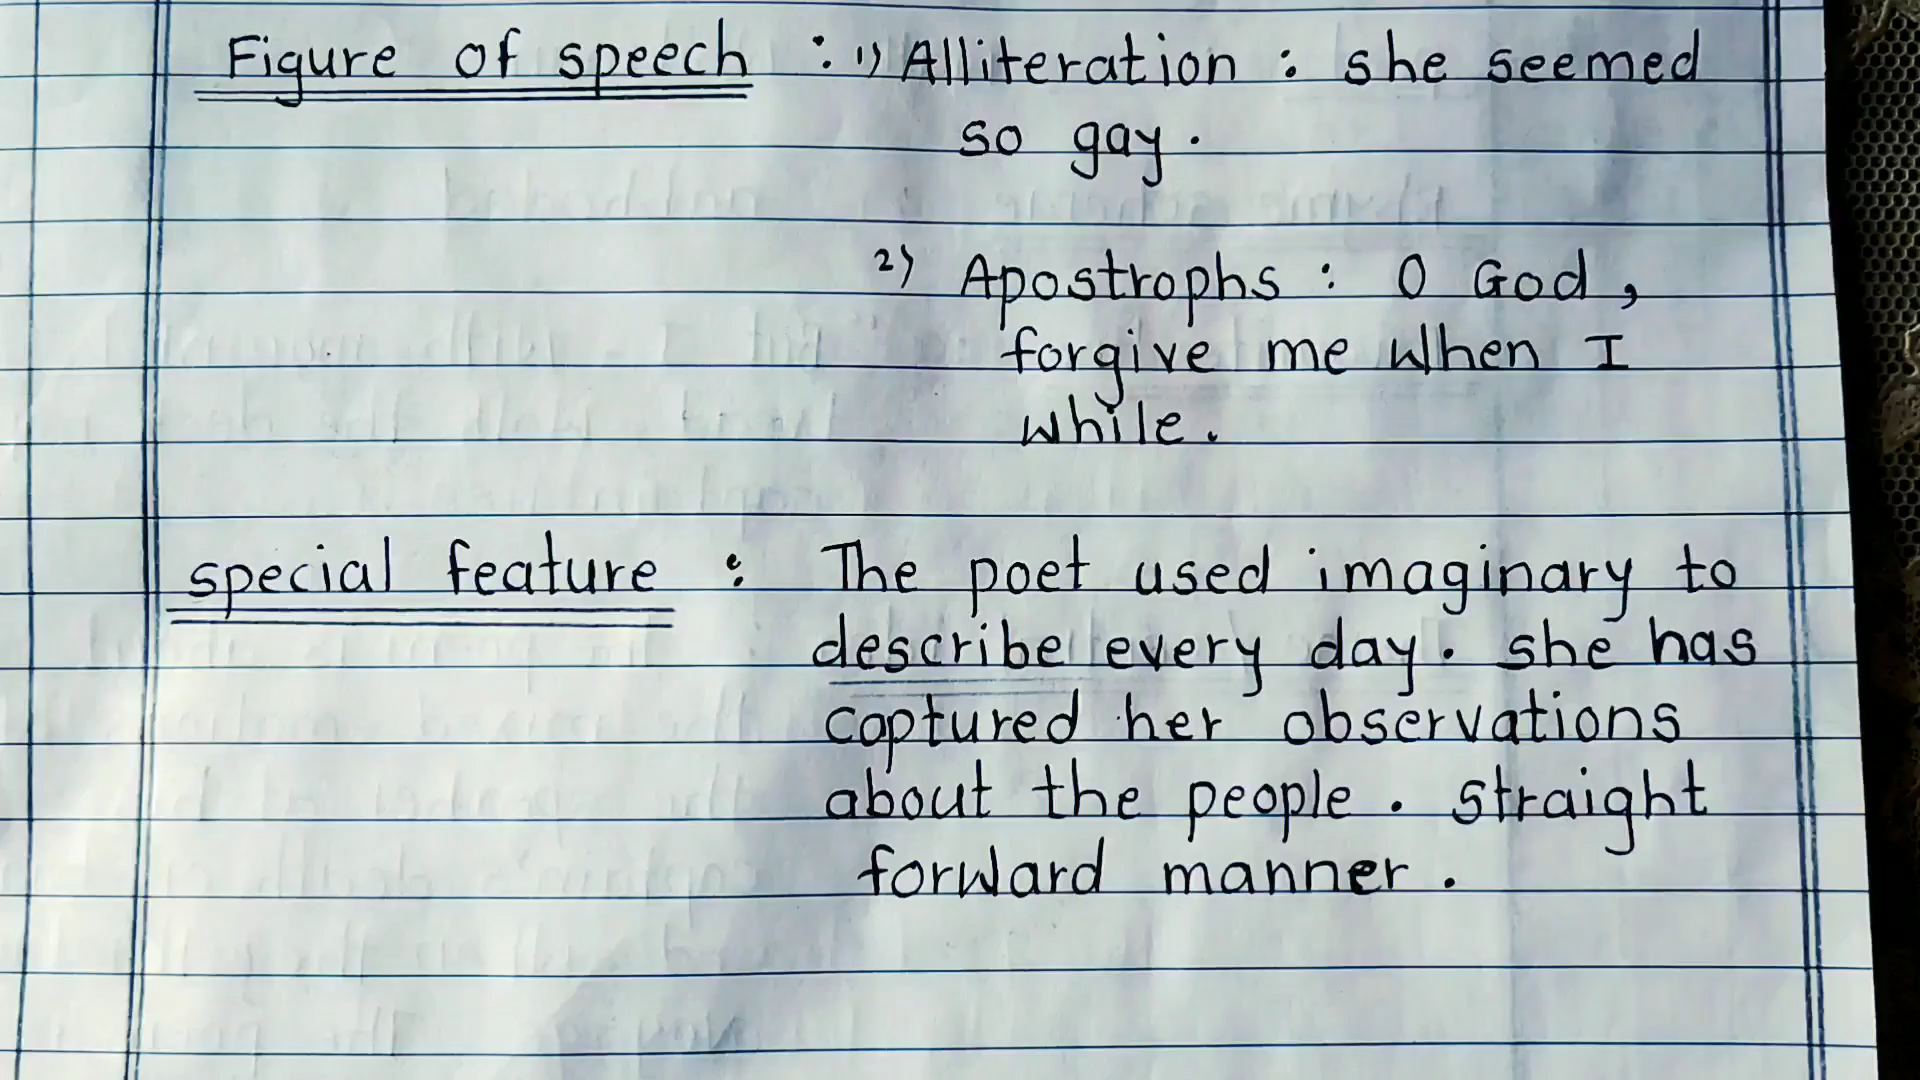 Figure of speech : 1) Alliteration : she seemed
so gay.
2) Apostrophs : O God,
forgive me when I
while.
special feature : The poet used imaginary to
describe every day. she has
captured her observations
about the people. straight
forward manner.